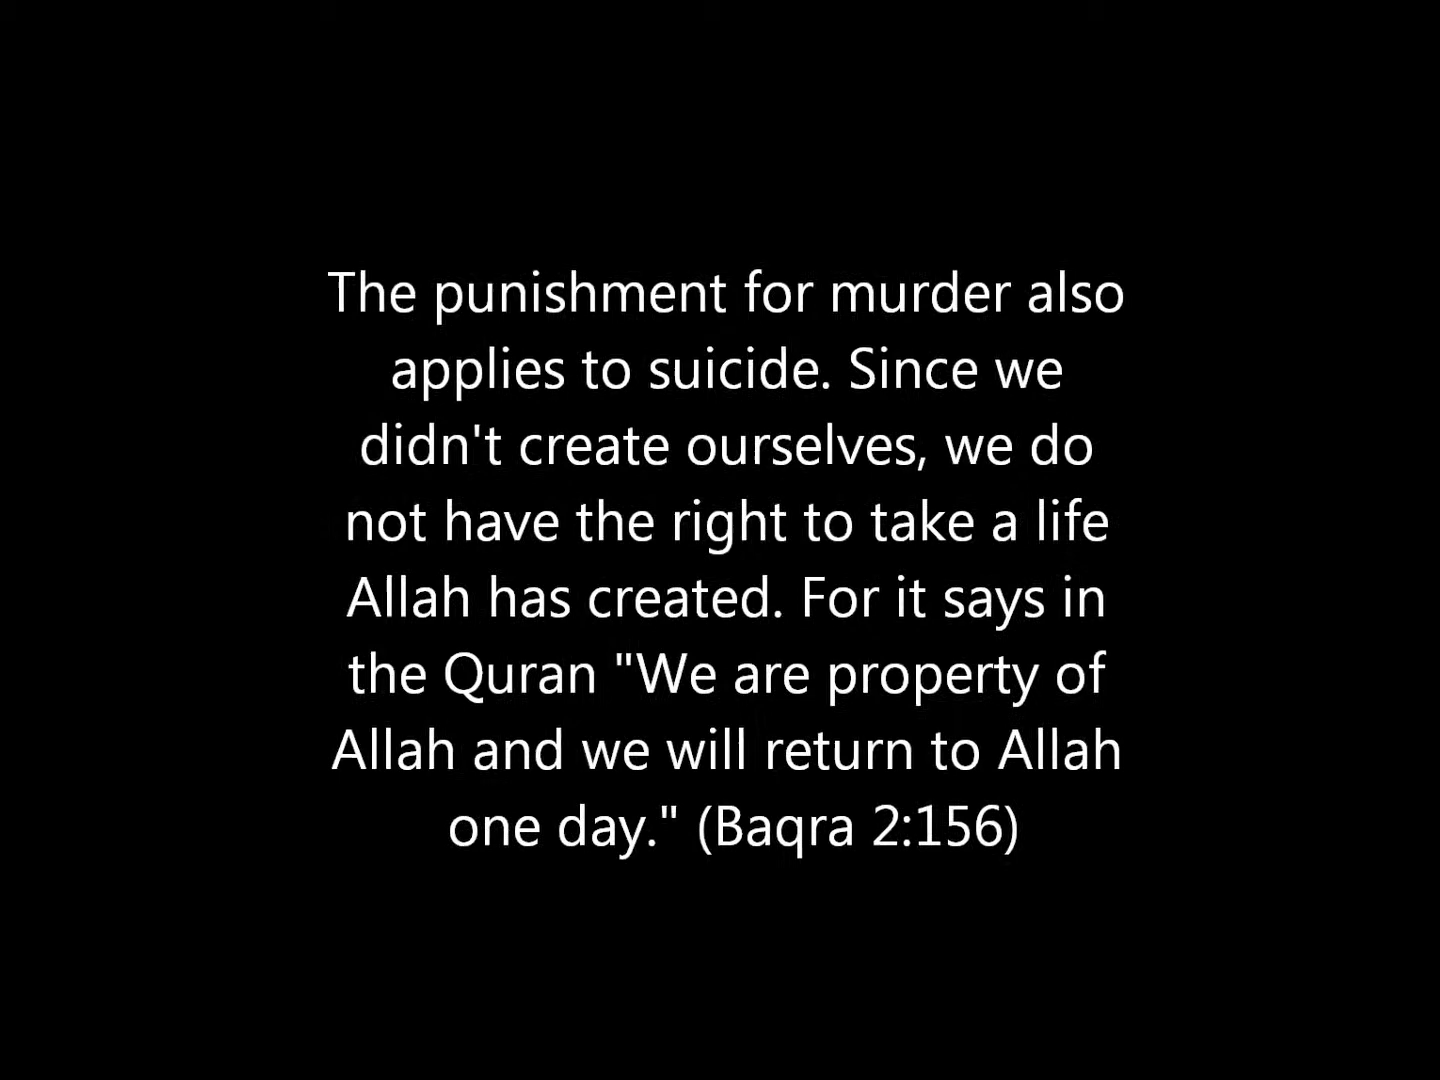 The punishment for murder also
applies to suicide. Since we
didn't create ourselves, we do
not have the right to take a life
Allah has created. For it says in
the Quran "We are property of
Allah and we will return to Allah
one day." (Baqra 2:156)